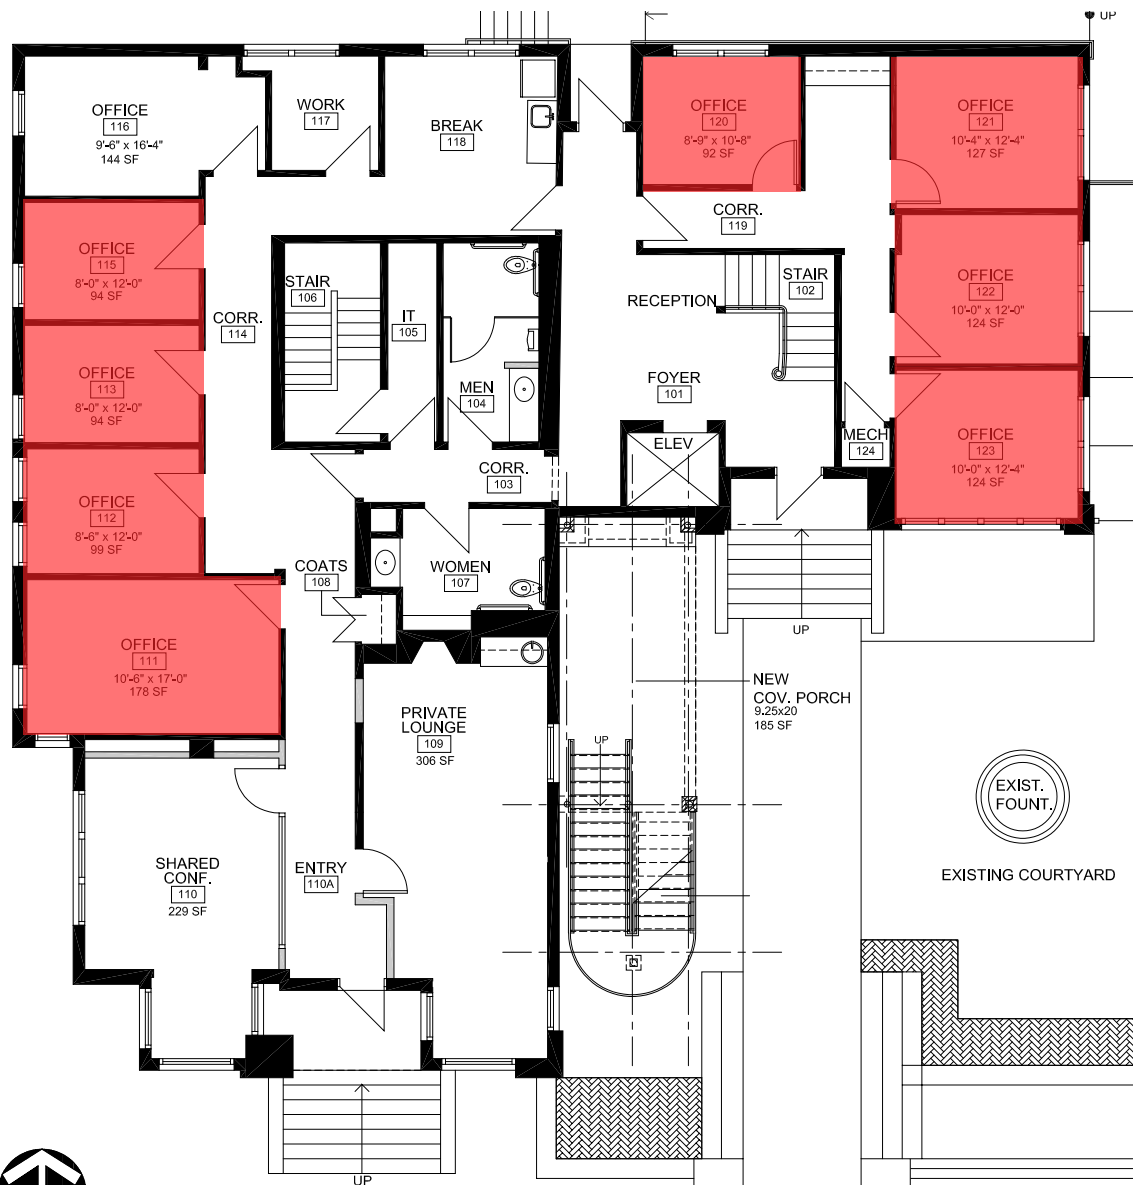 UP
OFFICE
116
9'-6" x 16'-4"
144 SF
WORK
117
BREAK
118
OFFICE
120
8'-9" x 10'-8"
92 SF
OFFICE
121
10'-4" x 12'-4"
127 SF
CORR.
119
OFFICE
115
8'-0" x 12'-0"
94 SF
STAIR
106
IT
105
CORR.
114
RECEPTION
STAIR
102
OFFICE
122
10'-0" x 12'-0"
124 SF
OFFICE
113
8'-0" x 12'-0"
94 SF
MEN
104
FOYER
101
ELEV
MECH
124
OFFICE
123
10'-0" x 12'-4"
124 SF
CORR.
103
OFFICE
112
8'-6" x 12'-0"
99 SF
COATS
108
WOMEN
107
UP
OFFICE
111
10'-6" x 17'-0"
178 SF
NEW
COV. PORCH
9.25x20
185 SF
PRIVATE
LOUNGE
109
306 SF
UP
EXIST.
FOUNT.
EXISTING COURTYARD
SHARED
CONF.
110
229 SF
ENTRY
110A
UP